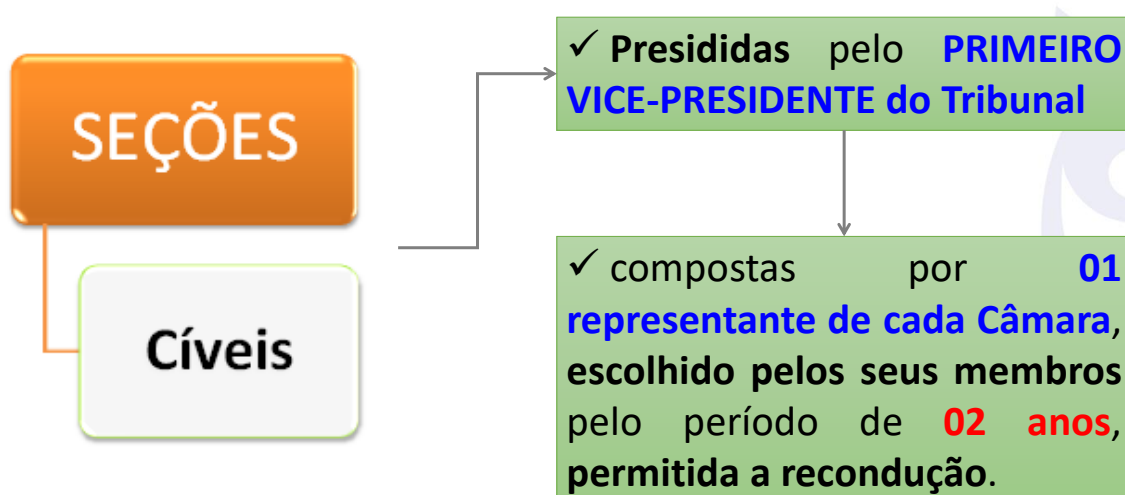 SEÇÕES
Cíveis
✓ Presididas pelo PRIMEIRO
VICE-PRESIDENTE do Tribunal
✓ compostas por 01
representante de cada Câmara,
escolhido pelos seus membros
pelo período de 02 anos,
permitida a recondução.